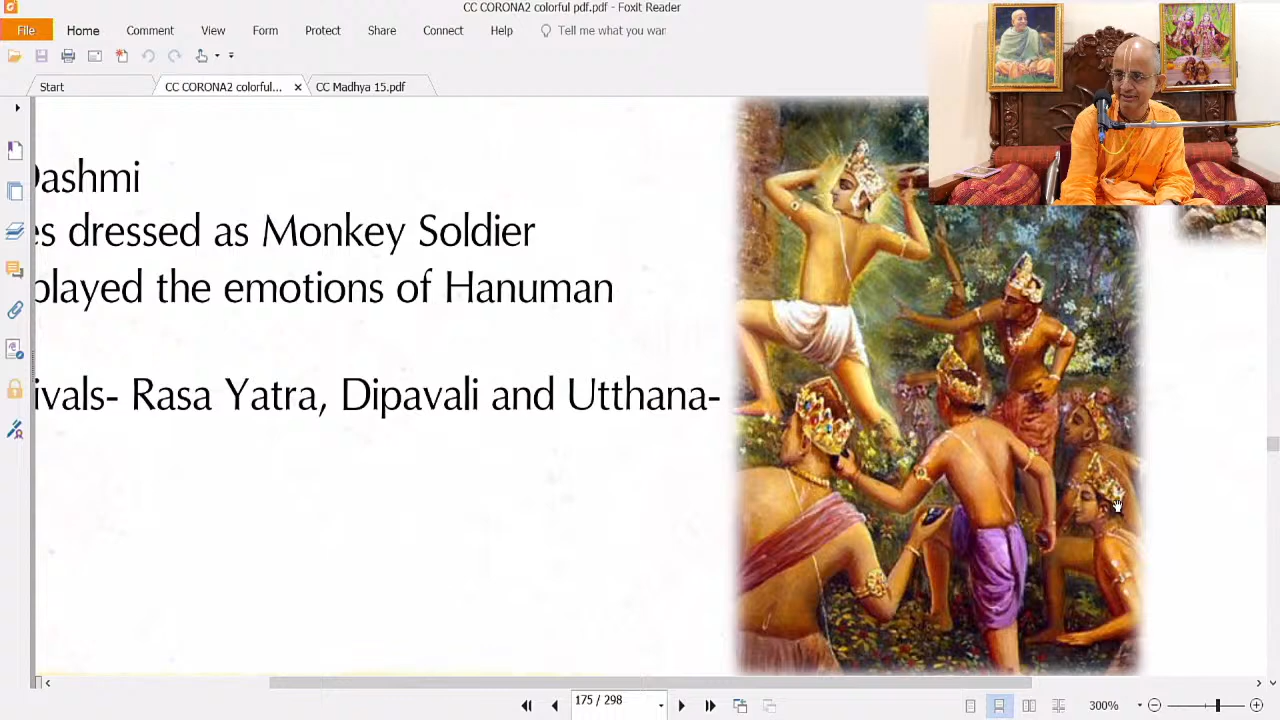 CC CORONA2 colorful pdf.pdf - Foxit Reader
File Home Comment View Form Protect Share Connect Help Tell me what you war
Start CC CORONA2 colorful... × CC Madhya 15.pdf
Dashmi
es dressed as Monkey Soldier
played the emotions of Hanuman
ivals- Rasa Yatra, Dipavali and Utthana-
175 / 298
300%